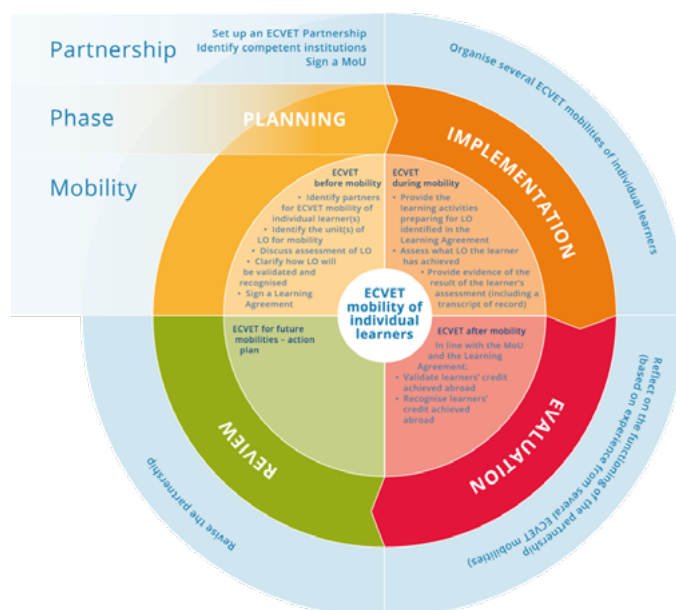 Partnership
Set up an ECVET Partnership
Identify competent institutions
Sign a MoU
Organise several ECVET mobilities of individual learners
Phase
PLANNING
IMPLEMENTATION
Mobility
ECVET
before mobility
• Identify partners
for ECVET mobility of
individual learner(s)
• Identify the unit(s) of
LO for mobility
• Discuss assessment of LO
• Clarify how LO will
be validated and
recognised
• Sign a Learning
Agreement
ECVET
during mobility
• Provide the
learning activities
preparing for LO
identified in the
Learning Agreement
• Assess what LO the learner
has achieved
• Provide evidence of the
result of the learner's
assessment (including a
transcript of record)
ECVET
mobility of
individual
learners
ECVET for future
mobilities – action
plan
ECVET after mobility
In line with the MoU
and the Learning
Agreement:
• Validate learners' credit
achieved abroad
• Recognise learners'
credit achieved
abroad
REVIEW
EVALUATION
Revise the partnership
Reflect on the functioning of the partnership
(based on experience from several ECVET mobilities)